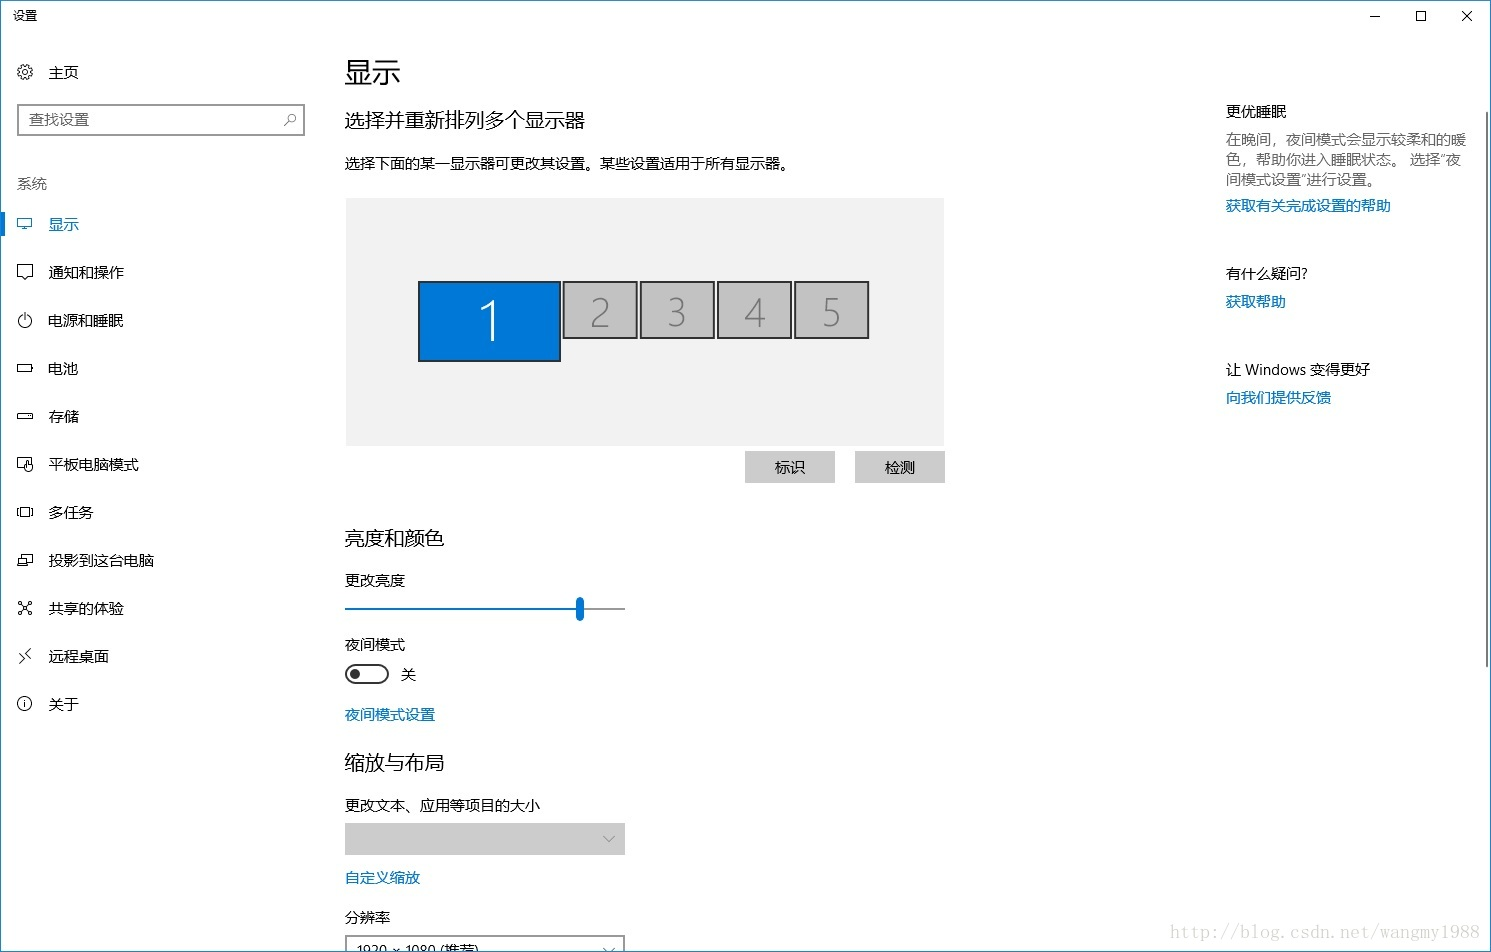 设置
主页
查找设置
系统
显示
通知和操作
电源和睡眠
电池
存储
平板电脑模式
多任务
投影到这台电脑
共享的体验
远程桌面
关于
显示
选择并重新排列多个显示器
选择下面的某一显示器可更改其设置。某些设置适用于所有显示器。
1 2 3 4 5
标识 检测
亮度和颜色
更改亮度
夜间模式
关
夜间模式设置
缩放与布局
更改文本、应用等项目的大小
自定义缩放
分辨率
1920 × 1080 (推荐)
更优睡眠
在晚间，夜间模式会显示较柔和的暖
色，帮助你进入睡眠状态。 选择"夜
间模式设置"进行设置。
获取有关完成设置的帮助
有什么疑问?
获取帮助
让 Windows 变得更好
向我们提供反馈
http://blog.csdn.net/wangmy1988